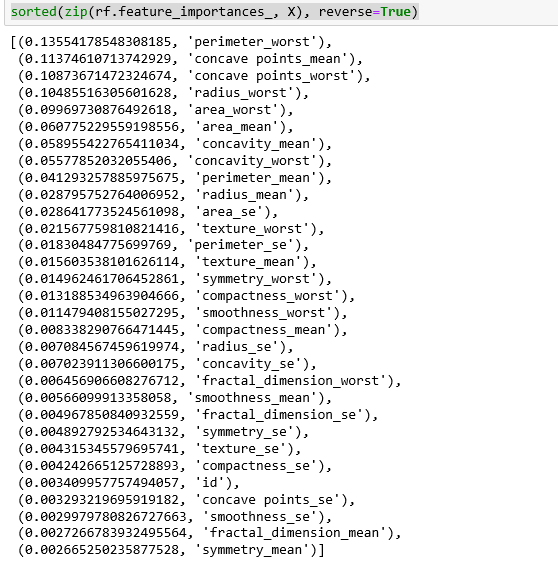 sorted(zip(rf.feature_importances_, X), reverse=True)
[(0.13554178548308185, 'perimeter_worst'),
(0.11374610713742929, 'concave points_mean'),
(0.10873671472324674, 'concave points_worst'),
(0.10485516305601628, 'radius_worst'),
(0.09969730876492618, 'area_worst'),
(0.060775229559198556, 'area_mean'),
(0.058955422765411034, 'concavity_mean'),
(0.05577852032055406, 'concavity_worst'),
(0.041293257885975675, 'perimeter_mean'),
(0.028795752764006952, 'radius_mean'),
(0.028641773524561098, 'area_se'),
(0.021567759810821416, 'texture_worst'),
(0.01830484775699769, 'perimeter_se'),
(0.015603538101626114, 'texture_mean'),
(0.014962461706452861, 'symmetry_worst'),
(0.013188534963904666, 'compactness_worst'),
(0.011479408155027295, 'smoothness_worst'),
(0.008338290766471445, 'compactness_mean'),
(0.007084567459619974, 'radius_se'),
(0.007023911306600175, 'concavity_se'),
(0.006456906608276712, 'fractal_dimension_worst'),
(0.00566099913358058, 'smoothness_mean'),
(0.004967850840932559, 'fractal_dimension_se'),
(0.004892792534643132, 'symmetry_se'),
(0.004315345579695741, 'texture_se'),
(0.004242665125728893, 'compactness_se'),
(0.003409957757494057, 'id'),
(0.003293219695919182, 'concave points_se'),
(0.0029979780826727663, 'smoothness_se'),
(0.0027266783932495564, 'fractal_dimension_mean'),
(0.002665250235877528, 'symmetry_mean')]